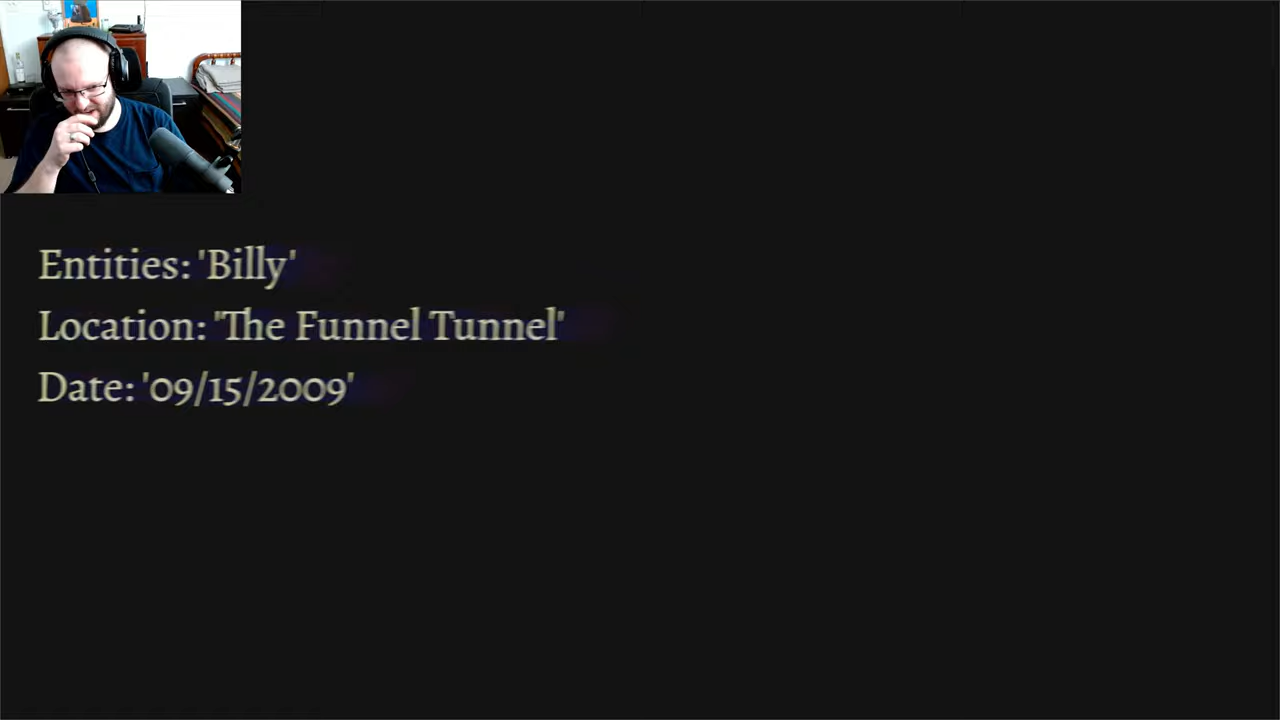 Entities: 'Billy'
Location: 'The Funnel Tunnel'
Date: '09/15/2009'